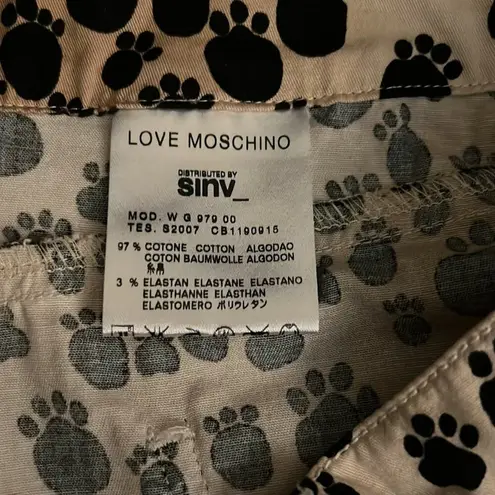 LOVE MOSCHINO
DISTRIBUTED BY
sinv_
MOD. W G 979 00
TES. S2007 CB1190915
97 % COTONE COTTON ALGODAO
COTON BAUMWOLLE ALGODON
棉
3 % ELASTAN ELASTANE ELASTANO
ELASTHANNE ELASTHAN
ELASTOMERO ポリウレタン